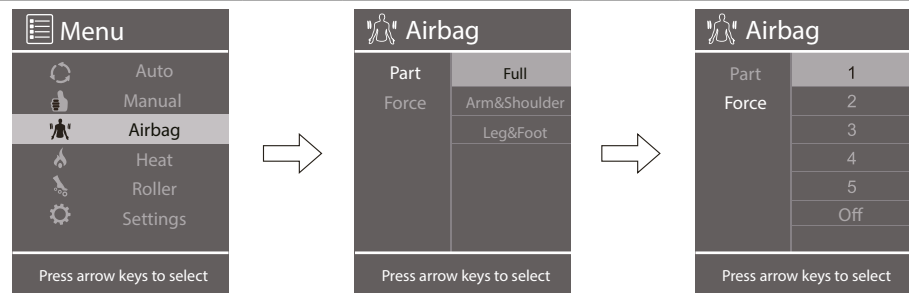 Menu
Auto
Manual
Airbag
Heat
Roller
Settings
Press arrow keys to select
Airbag
Part
Full
Force
Arm&Shoulder
Leg&Foot
Press arrow keys to select
Airbag
Part
1
Force
2
3
4
5
Off
Press arrow keys to select